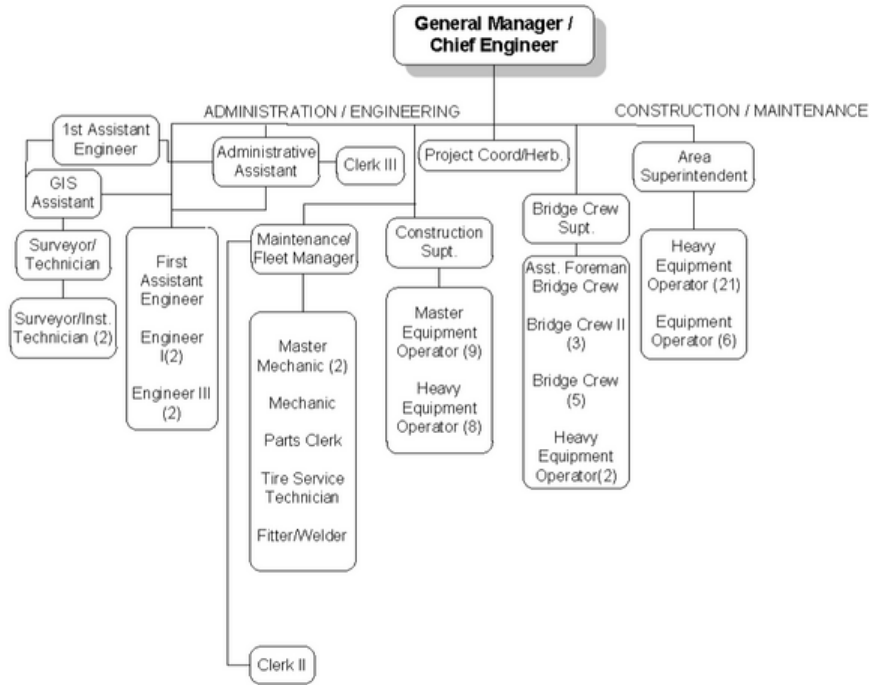 General Manager /
Chief Engineer
ADMINISTRATION / ENGINEERING
CONSTRUCTION / MAINTENANCE
1st Assistant
Engineer
Administrative
Assistant
Clerk III
Project Coord/Herb.
Area
Superintendent
GIS
Assistant
Surveyor/
Technician
Surveyor/Inst.
Technician (2)
First
Assistant
Engineer
Engineer
I(2)
Engineer III
(2)
Maintenance/
Fleet Manager
Master
Mechanic (2)
Mechanic
Parts Clerk
Tire Service
Technician
Fitter/Welder
Clerk II
Construction
Supt.
Master
Equipment
Operator (9)
Heavy
Equipment
Operator (8)
Bridge Crew
Supt.
Asst. Foreman
Bridge Crew
Bridge Crew II
(3)
Bridge Crew
(5)
Heavy
Equipment
Operator(2)
Heavy
Equipment
Operator (21)
Equipment
Operator (6)